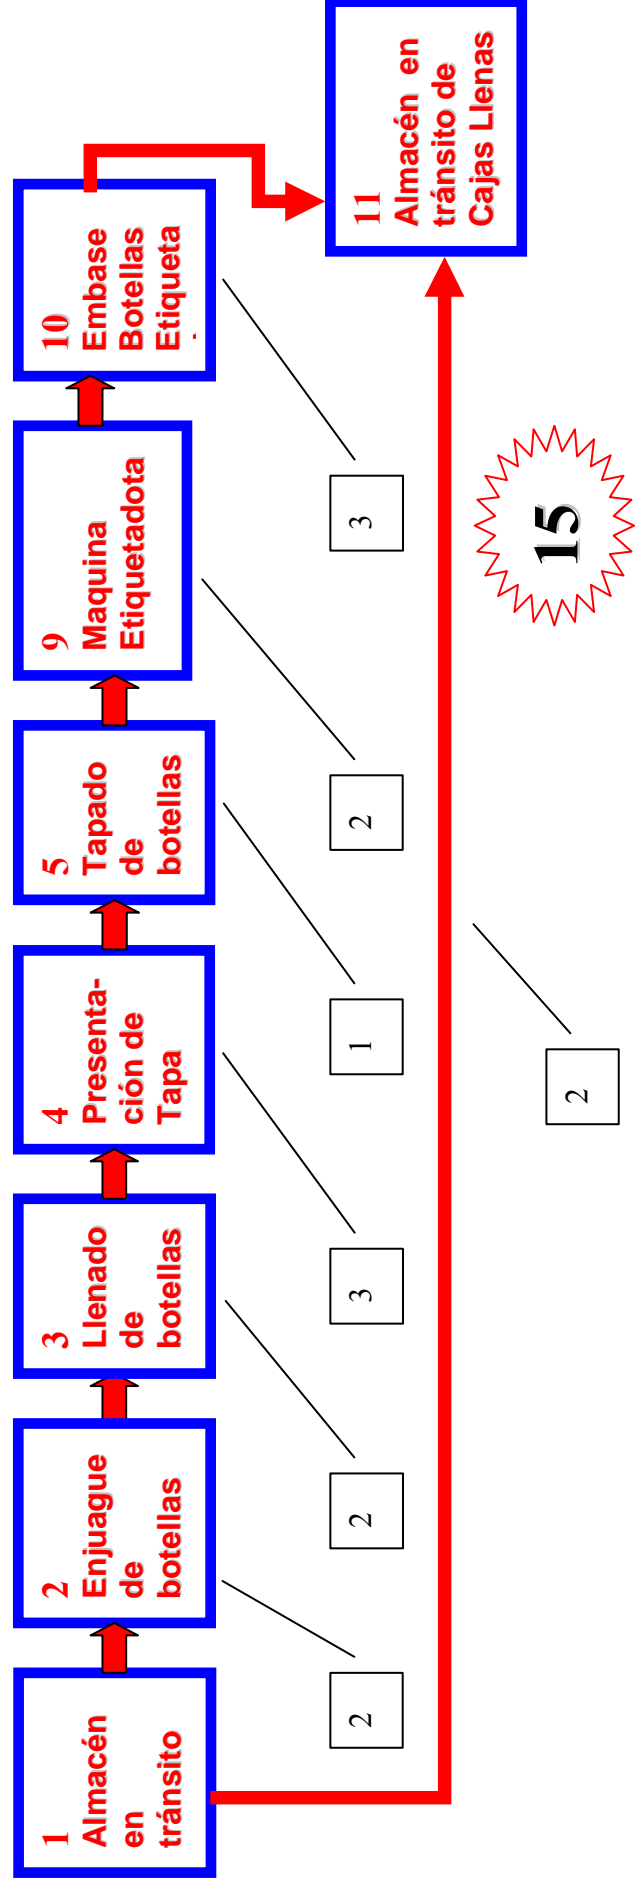 1
Almacén
en
tránsito
2
Enjuague
de
botellas
3
Llenado
de
botellas
4
Presenta-
ción de
Tapa
5
Tapado
de
botellas
9
Maquina
Etiquetadota
10
Embase
Botellas
Etiqueta
11
Almacén en
tránsito de
Cajas Llenas
2
2
3
1
2
3
2
15